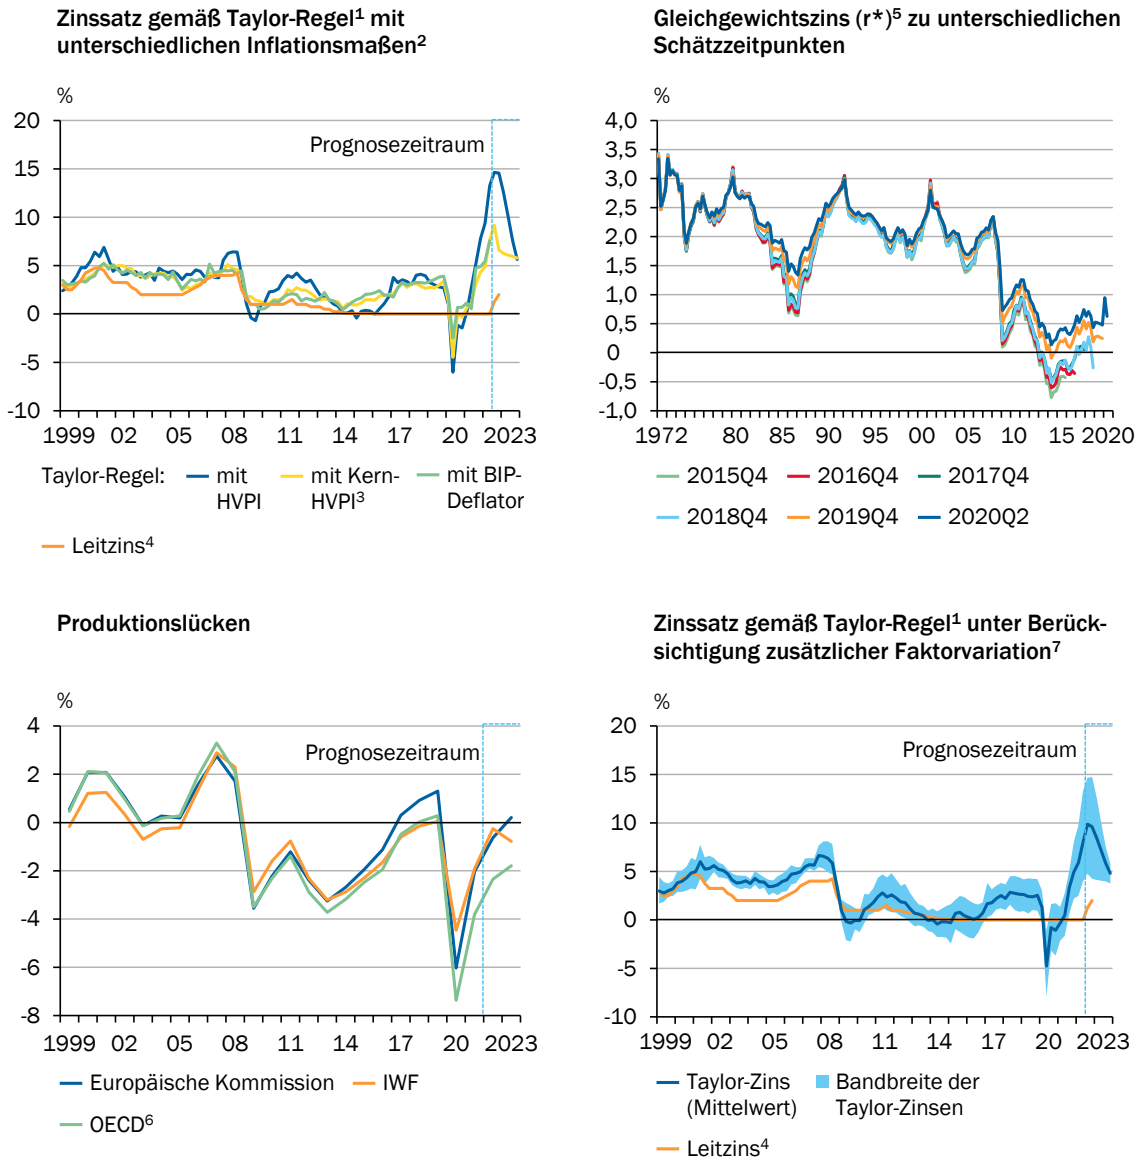 Zinssatz gemäß Taylor-Regel¹ mit
unterschiedlichen Inflationsmaßen²
%
20
15
10
5
0
-5
-10
Prognosezeitraum
1999 02 05 08 11 14 17 20 2023
Taylor-Regel: mit HVPI
mit Kern-HVPI³
mit BIP-Deflator
Leitzins⁴
Gleichgewichtszins (r*)⁵ zu unterschiedlichen
Schätzzeitpunkten
%
4,0
3,5
3,0
2,5
2,0
1,5
1,0
0,5
0
-0,5
-1,0
1972 80 85 90 95 00 05 10 15 2020
2015Q4 2016Q4 2017Q4
2018Q4 2019Q4 2020Q2
Produktionslücken
%
4
2
0
-2
-4
-6
-8
Prognosezeitraum
1999 02 05 08 11 14 17 20 2023
Europäische Kommission IWF
OECD⁶
Zinssatz gemäß Taylor-Regel¹ unter Berück-
sichtigung zusätzlicher Faktorvariation⁷
%
20
15
10
5
0
-5
-10
Prognosezeitraum
1999 02 05 08 11 14 17 20 2023
Taylor-Zins
(Mittelwert)
Bandbreite der
Taylor-Zinsen
Leitzins⁴